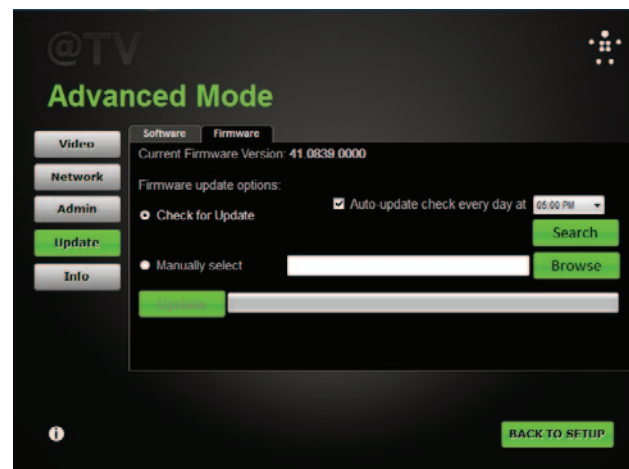 @TV
Advanced Mode
Video
Network
Admin
Update
Info
Software Firmware
Current Firmware Version: 41.0839.0000
Firmware update options:
Check for Update
Auto-update check every day at 05:00 PM
Search
Manually select
Browse
Update
BACK TO SETUP